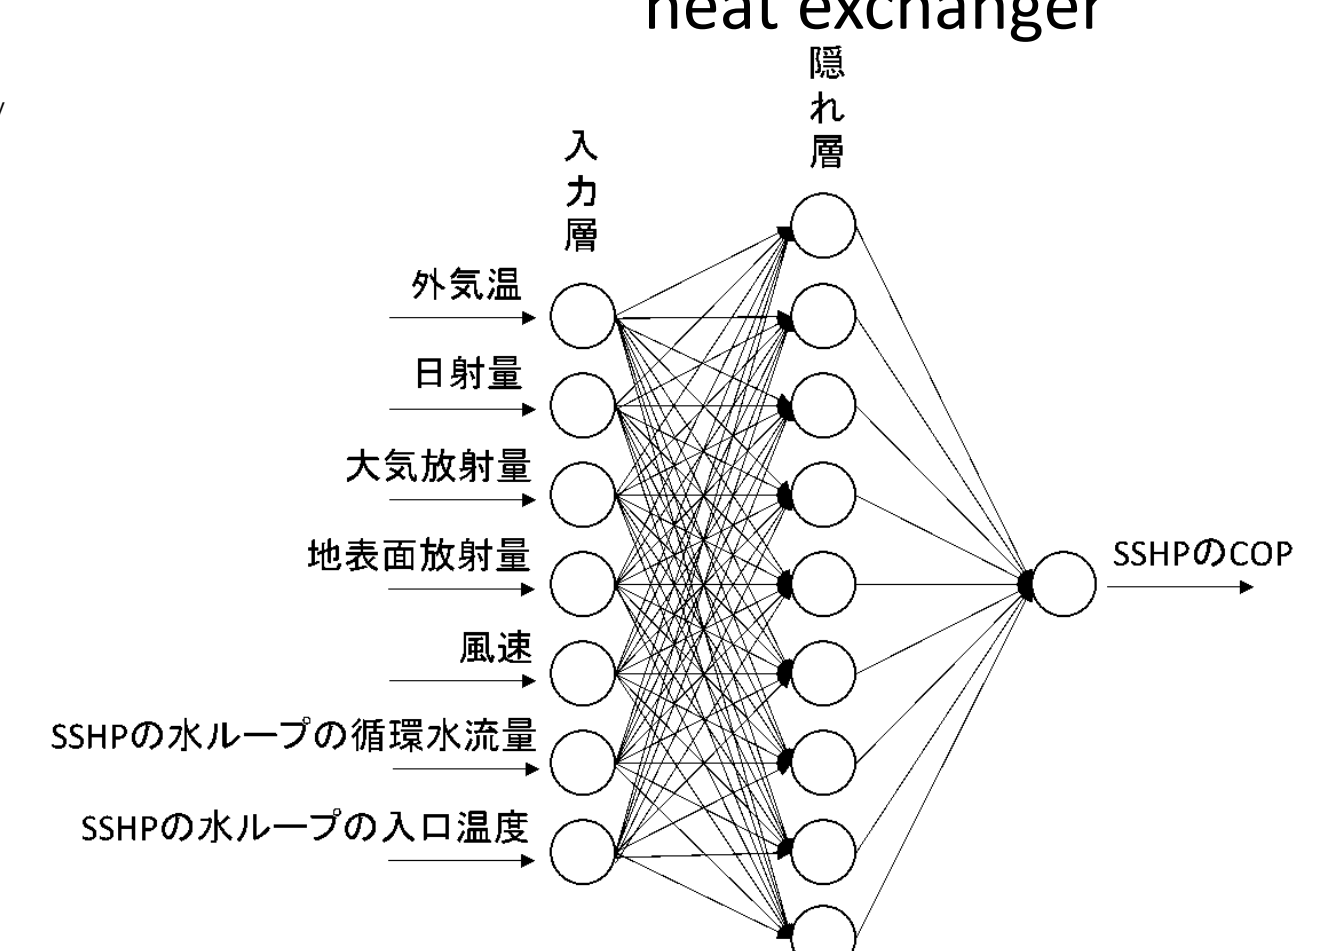 heat exchanger
隠れ層
入力層
外気温
日射量
大気放射量
地表面放射量
SSHPのCOP
風速
SSHPの水ループの循環水流量
SSHPの水ループの入口温度